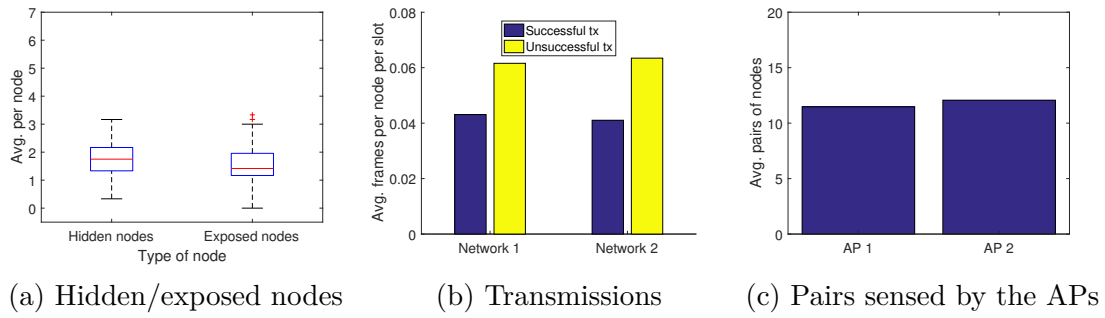 7
6
5
4
3
2
1
0
Avg. per node
Hidden nodes
Exposed nodes
Type of node
(a) Hidden/exposed nodes
0.08
0.06
0.04
0.02
0
Avg. frames per node per slot
Successful tx
Unsuccessful tx
Network 1
Network 2
(b) Transmissions
20
15
10
5
0
Avg. pairs of nodes
AP 1
AP 2
(c) Pairs sensed by the APs